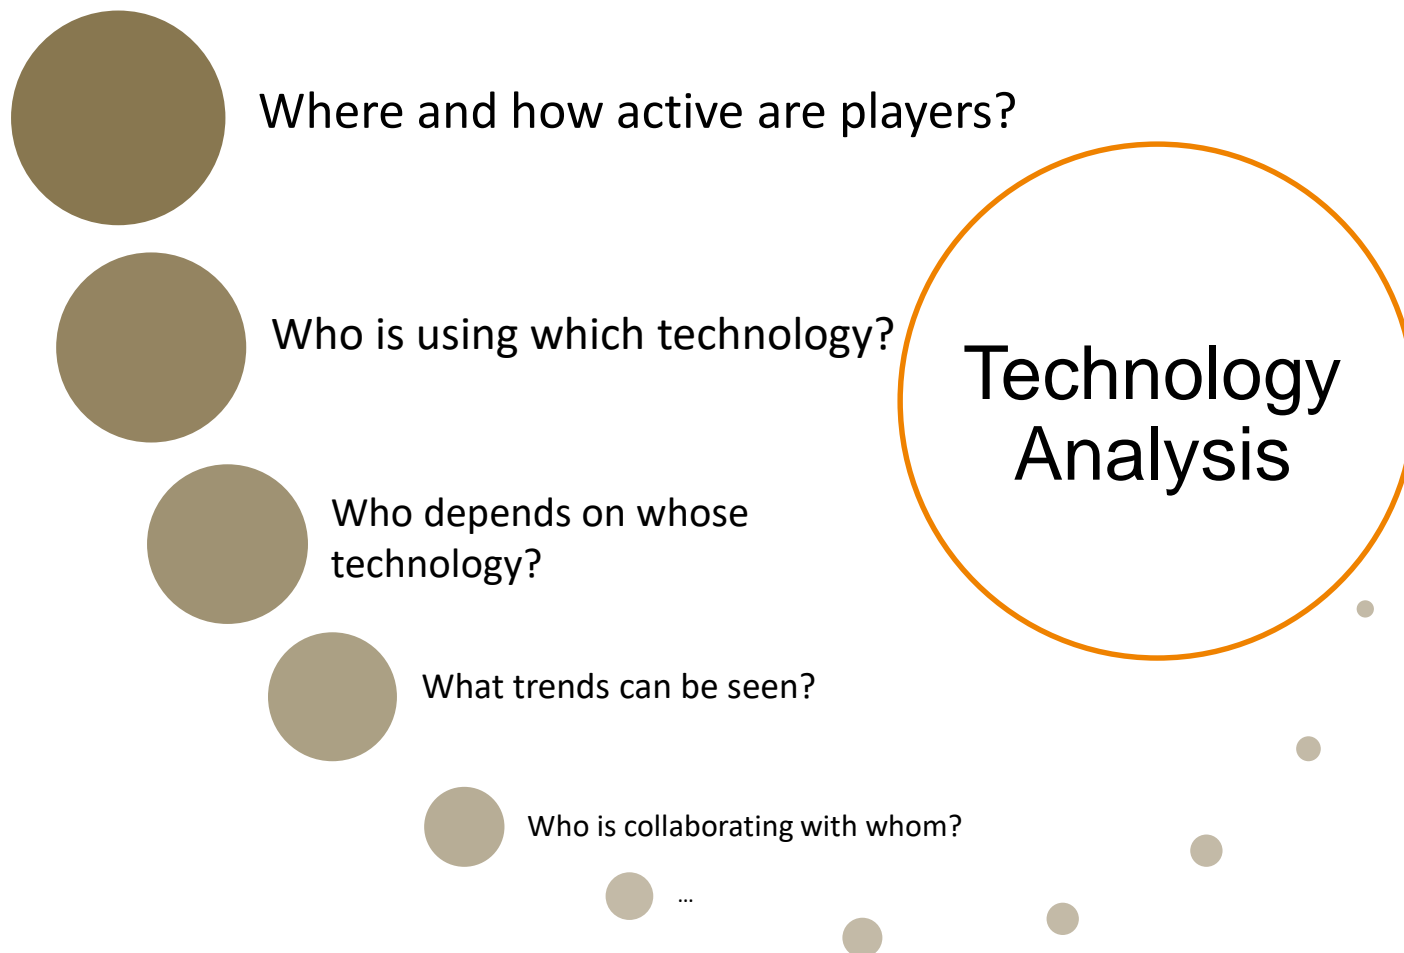 Where and how active are players?
Who is using which technology?
Technology
Analysis
Who depends on whose
technology?
What trends can be seen?
Who is collaborating with whom?
...